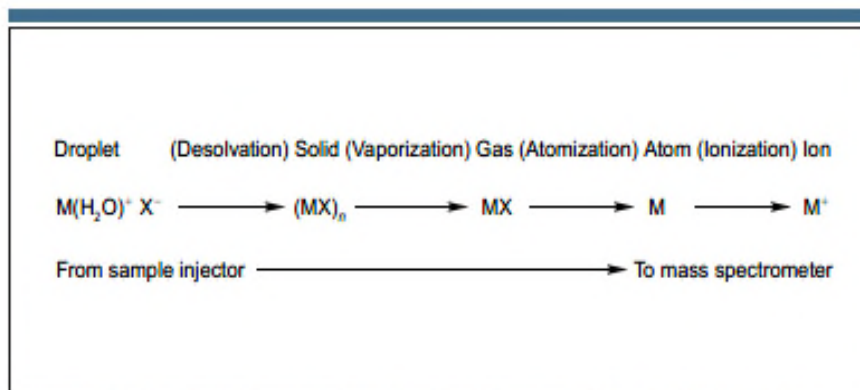 Droplet (Desolvation) Solid (Vaporization) Gas (Atomization) Atom (Ionization) Ion
M(H₂O)⁺ X⁻ ⟶ (MX)ₙ ⟶ MX ⟶ M ⟶ M⁺
From sample injector ⟶ To mass spectrometer